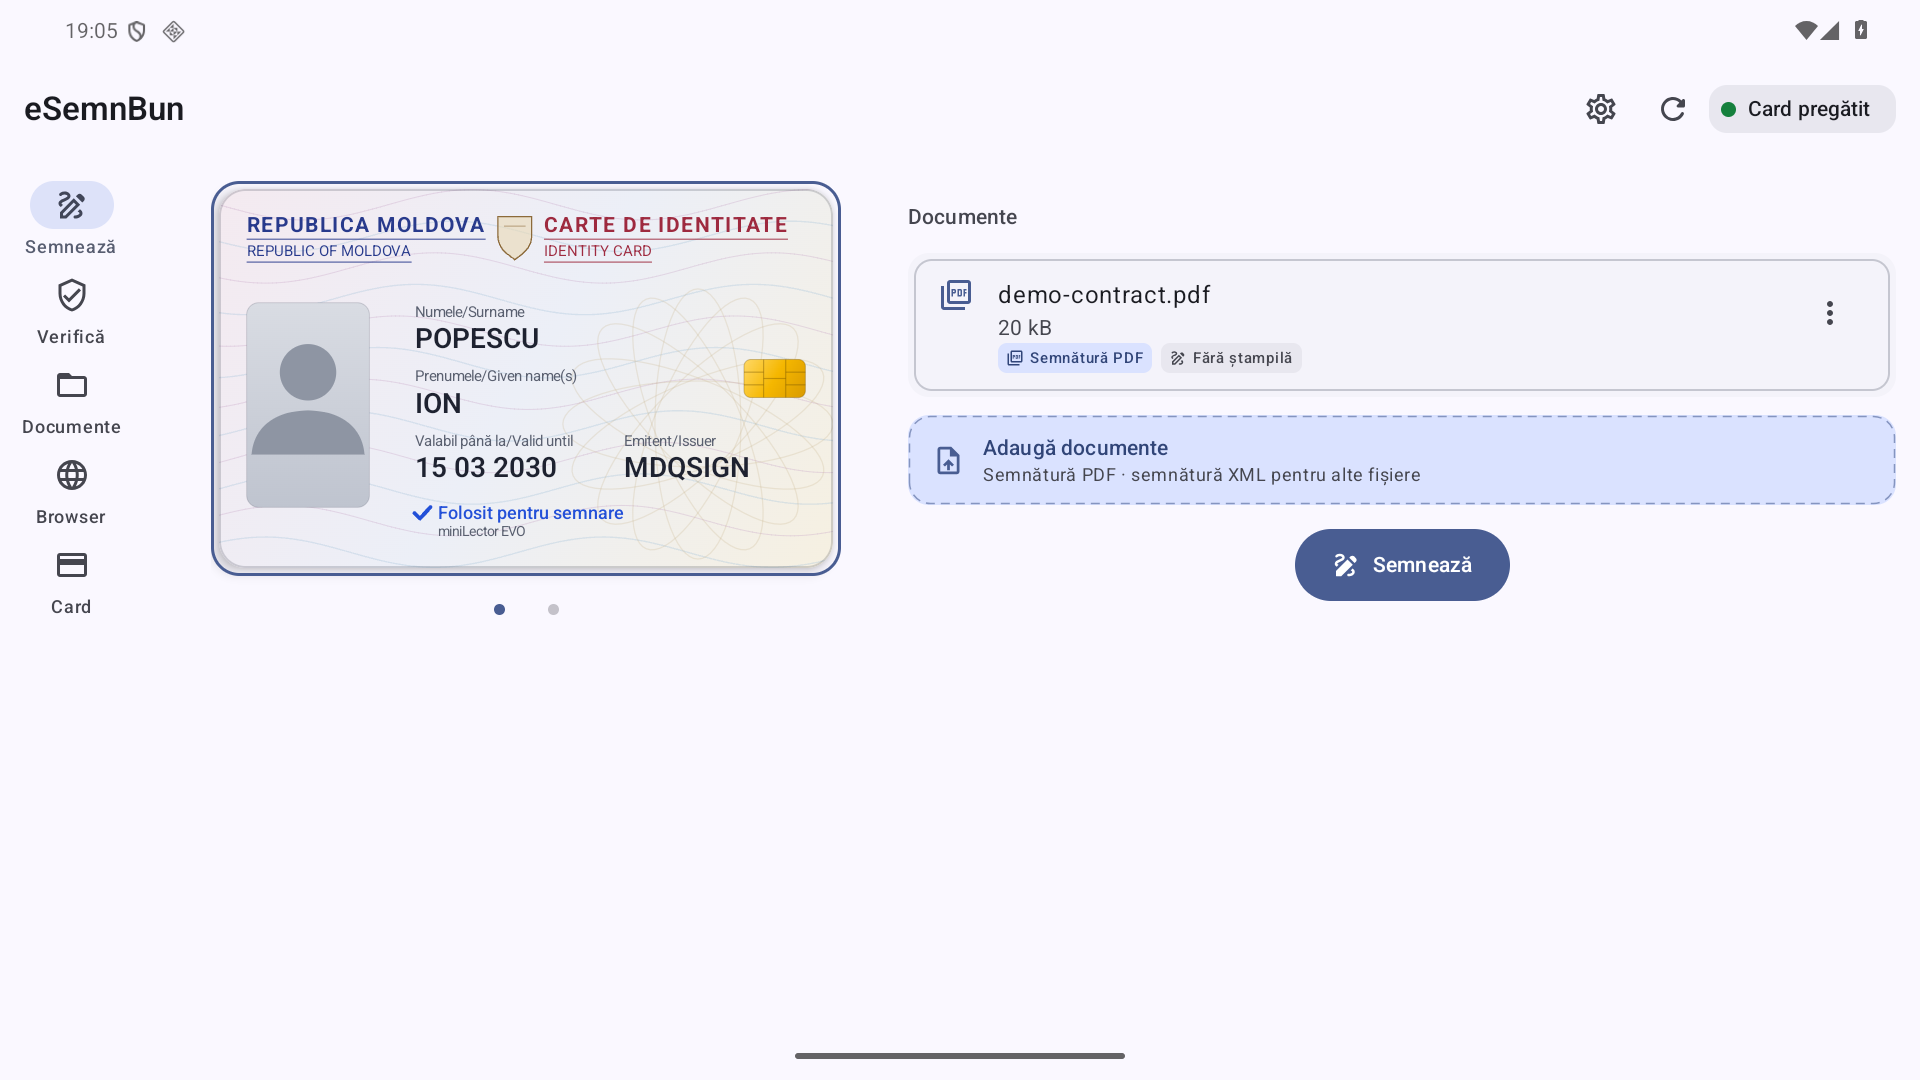 19:05
eSemnBun
Card pregătit
Semnează
Verifică
Documente
Browser
Card
REPUBLICA MOLDOVA
REPUBLIC OF MOLDOVA
CARTE DE IDENTITATE
IDENTITY CARD
Numele/Surname
POPESCU
Prenumele/Given name(s)
ION
Valabil până la/Valid until
15 03 2030
Emitent/Issuer
MDQSIGN
Folosit pentru semnare
miniLector EVO
Documente
PDF
demo-contract.pdf
20 kB
Semnătură PDF
Fără ștampilă
Adaugă documente
Semnătură PDF · semnătură XML pentru alte fișiere
Semnează